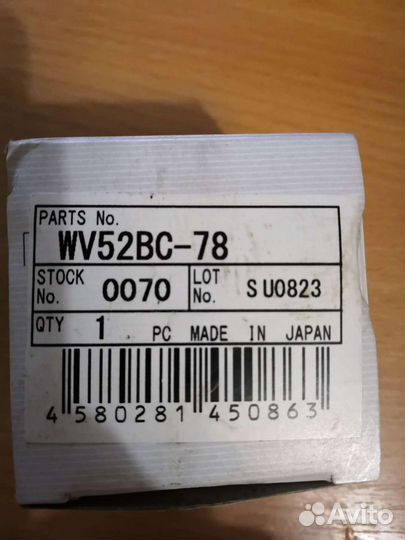 PARTS No.
WV52BC-78
STOCK No. 0070 LOT No. SU0823
QTY 1 PC MADE IN JAPAN
4 580281 450863
Avito